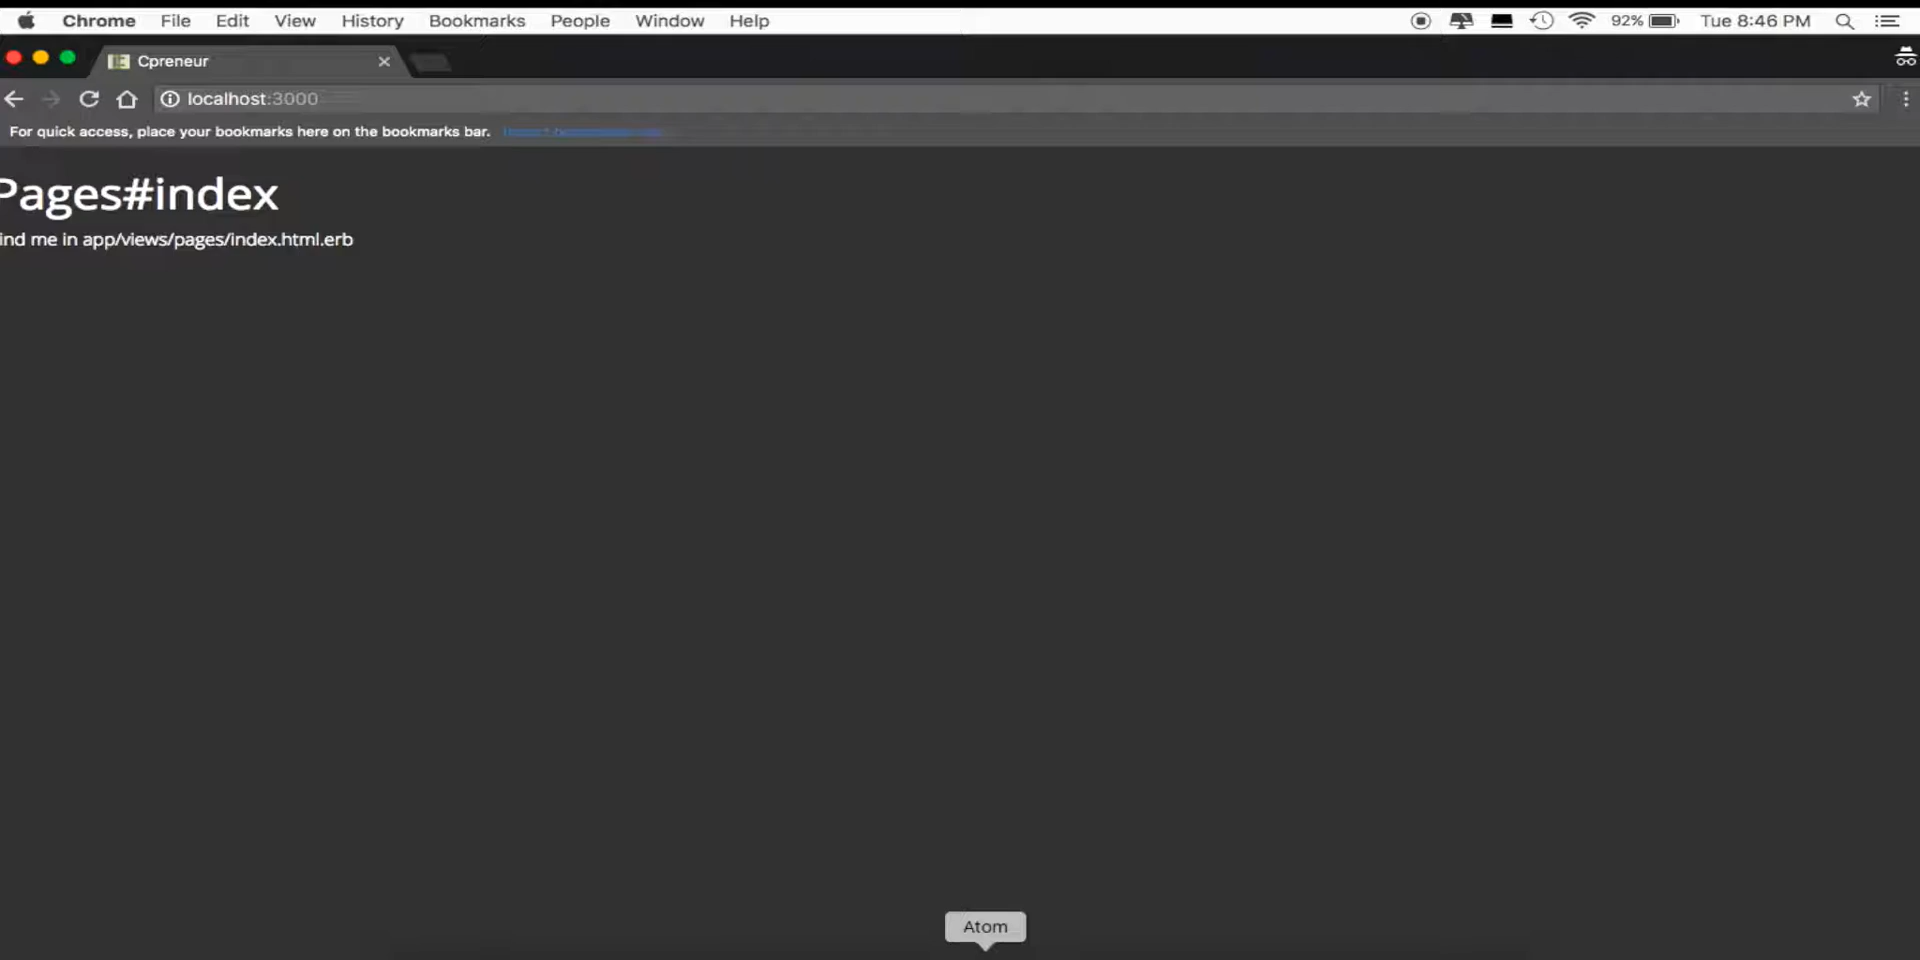 Chrome File Edit View History Bookmarks People Window Help 92% Tue 8:46 PM
Cpreneur
localhost:3000
For quick access, place your bookmarks here on the bookmarks bar.
Pages#index
ind me in app/views/pages/index.html.erb
Atom